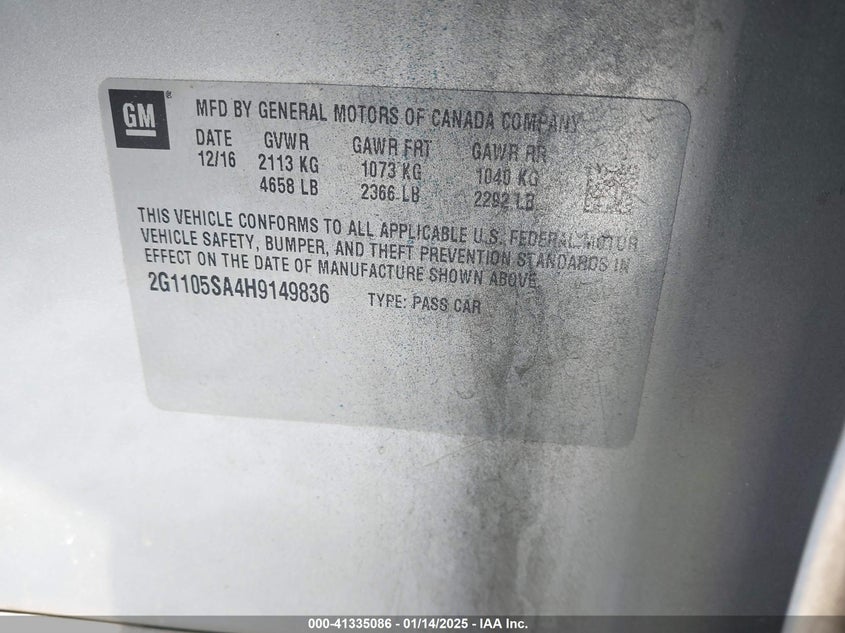 GM
MFD BY GENERAL MOTORS OF CANADA COMPANY
DATE GVWR GAWR FRT GAWR RR
12/16 2113 KG 1073 KG 1040 KG
4658 LB 2366 LB 2292 LB
THIS VEHICLE CONFORMS TO ALL APPLICABLE U.S. FEDERAL MOTOR
VEHICLE SAFETY, BUMPER, AND THEFT PREVENTION STANDARDS IN
EFFECT ON THE DATE OF MANUFACTURE SHOWN ABOVE.
2G1105SA4H9149836 TYPE: PASS CAR
000-41335086 - 01/14/2025 - IAA Inc.